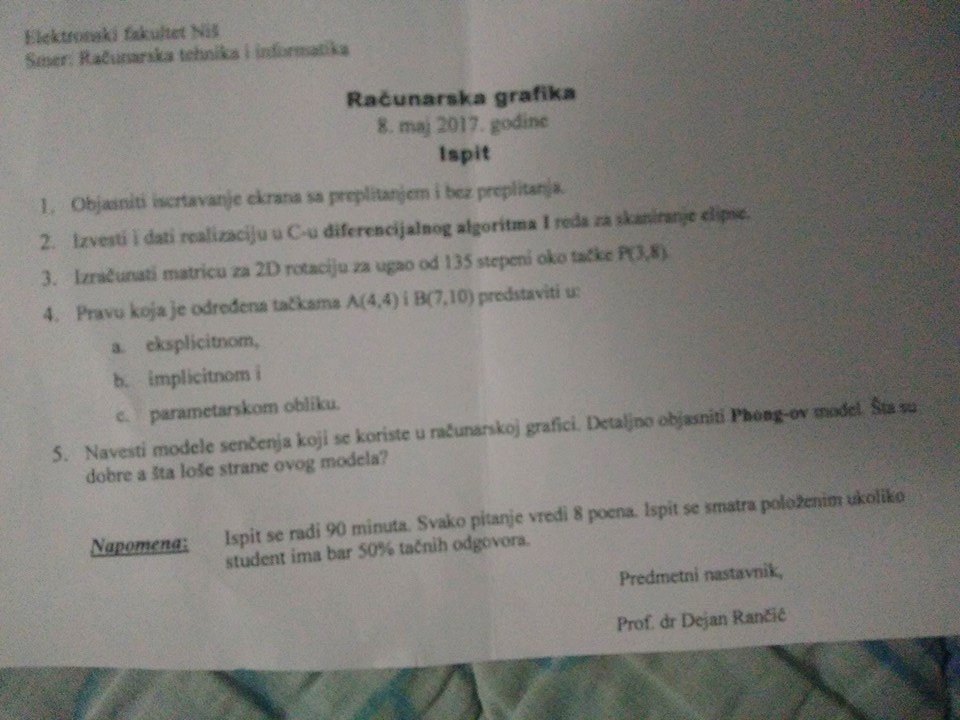 Elektronski fakultet Niš
Smer: Računarska tehnika i informatika
Računarska grafika
8. maj 2017. godine
Ispit
1. Objasniti iscrtavanje ekrana sa preplitanjem i bez preplitanja.
2. Izvesti i dati realizaciju u C-u diferencijalnog algoritma I reda za skaniranje elipse.
3. Izračunati matricu za 2D rotaciju za ugao od 135 stepeni oko tačke P(3,8).
4. Pravu koja je određena tačkama A(4,4) i B(7,10) predstaviti u:
a. eksplicitnom,
b. implicitnom i
c. parametarskom obliku.
5. Navesti modele senčenja koji se koriste u računarskoj grafici. Detaljno objasniti Phong-ov model. Šta su
dobre a šta loše strane ovog modela?
Napomena: Ispit se radi 90 minuta. Svako pitanje vredi 8 poena. Ispit se smatra položenim ukoliko
student ima bar 50% tačnih odgovora.
Predmetni nastavnik,
Prof. dr Dejan Rančić